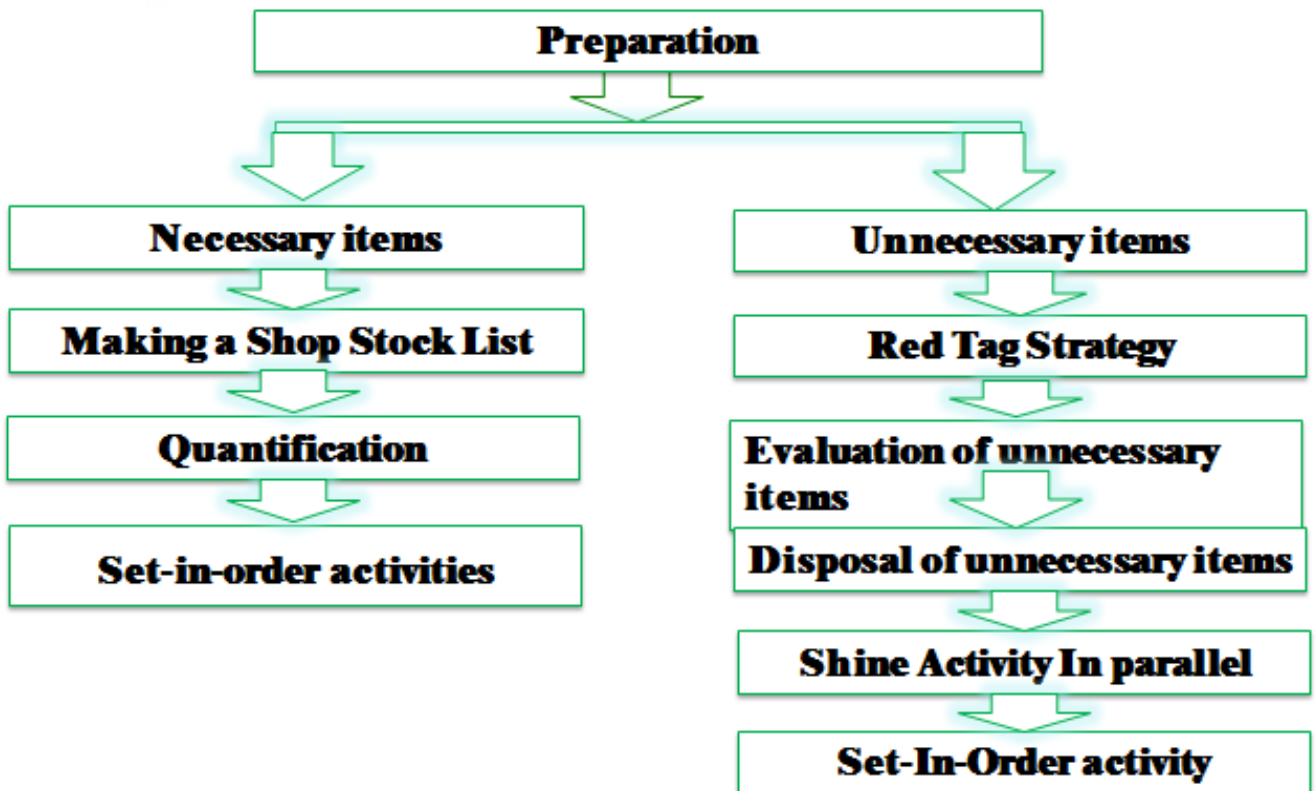 Preparation
Necessary items
Making a Shop Stock List
Quantification
Set-in-order activities
Unnecessary items
Red Tag Strategy
Evaluation of unnecessary
items
Disposal of unnecessary items
Shine Activity In parallel
Set-In-Order activity